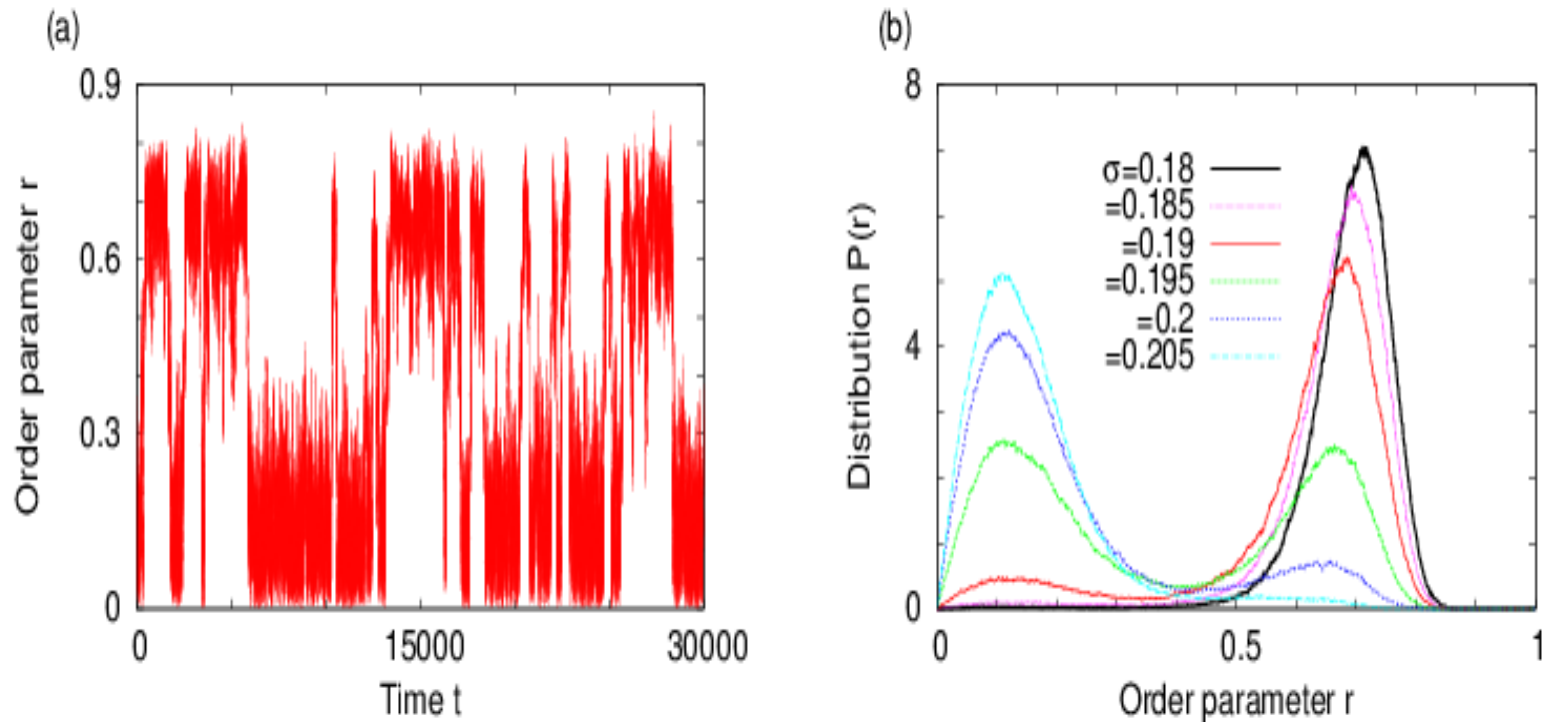 (a)
Order parameter r
0.9
0.6
0.3
0
0
15000
30000
Time t
(b)
Distribution P(r)
8
4
0
σ=0.18
=0.185
=0.19
=0.195
=0.2
=0.205
0
0.5
1
Order parameter r